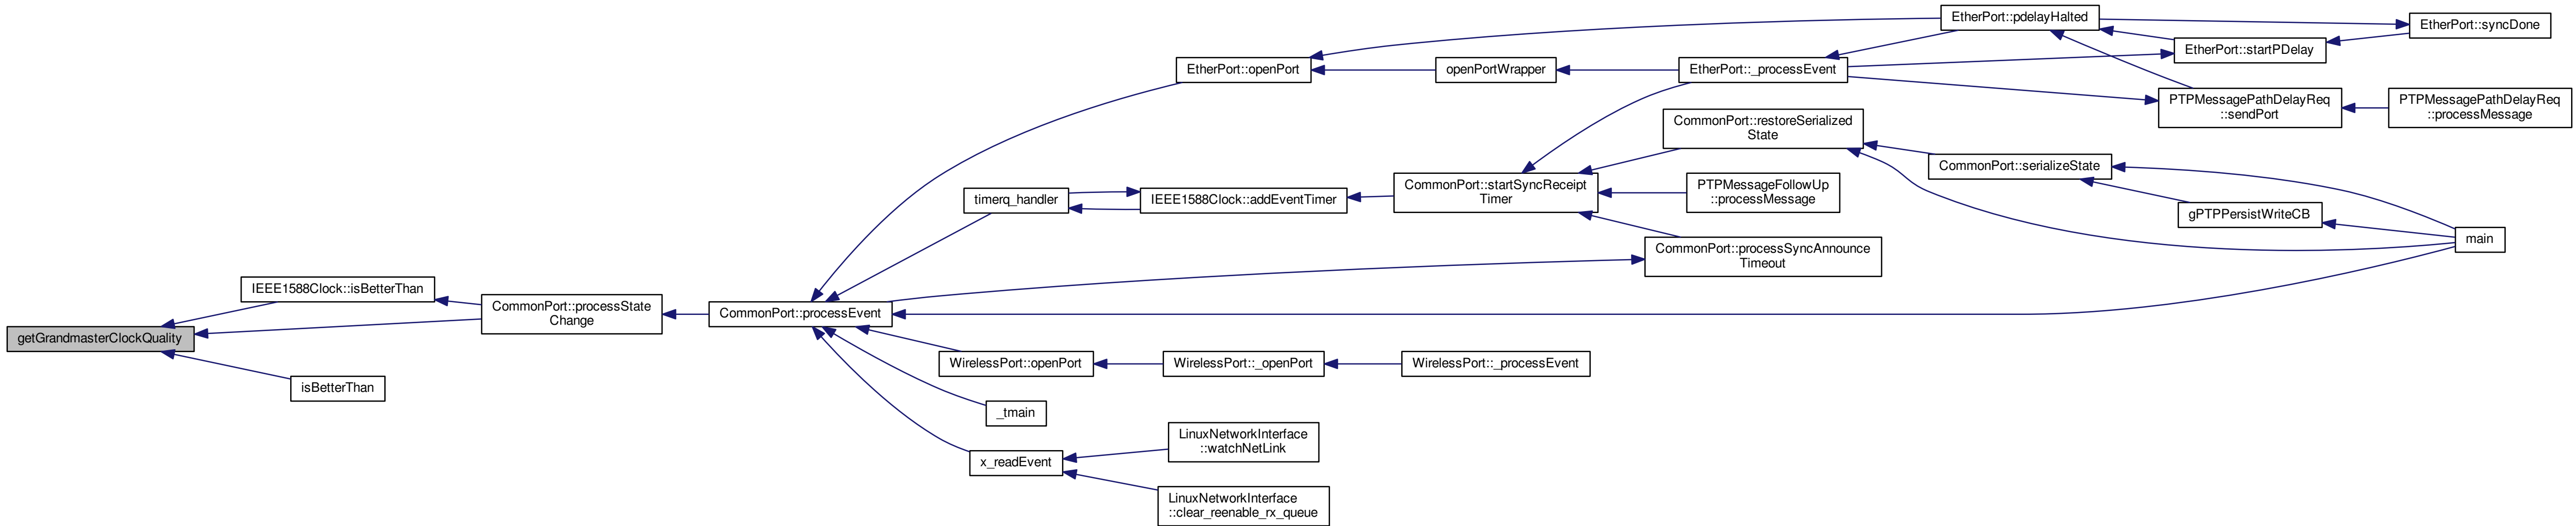 EtherPort::pdelayHalted
EtherPort::syncDone
EtherPort::startPDelay
EtherPort::openPort
openPortWrapper
EtherPort::_processEvent
PTPMessagePathDelayReq
::sendPort
PTPMessagePathDelayReq
::processMessage
CommonPort::restoreSerialized
State
CommonPort::serializeState
CommonPort::startSyncReceipt
Timer
PTPMessageFollowUp
::processMessage
timerq_handler
IEEE1588Clock::addEventTimer
gPTPPersistWriteCB
main
CommonPort::processSyncAnnounce
Timeout
IEEE1588Clock::isBetterThan
CommonPort::processState
Change
CommonPort::processEvent
getGrandmasterClockQuality
WirelessPort::openPort
WirelessPort::_openPort
WirelessPort::_processEvent
isBetterThan
_tmain
LinuxNetworkInterface
::watchNetLink
x_readEvent
LinuxNetworkInterface
::clear_reenable_rx_queue